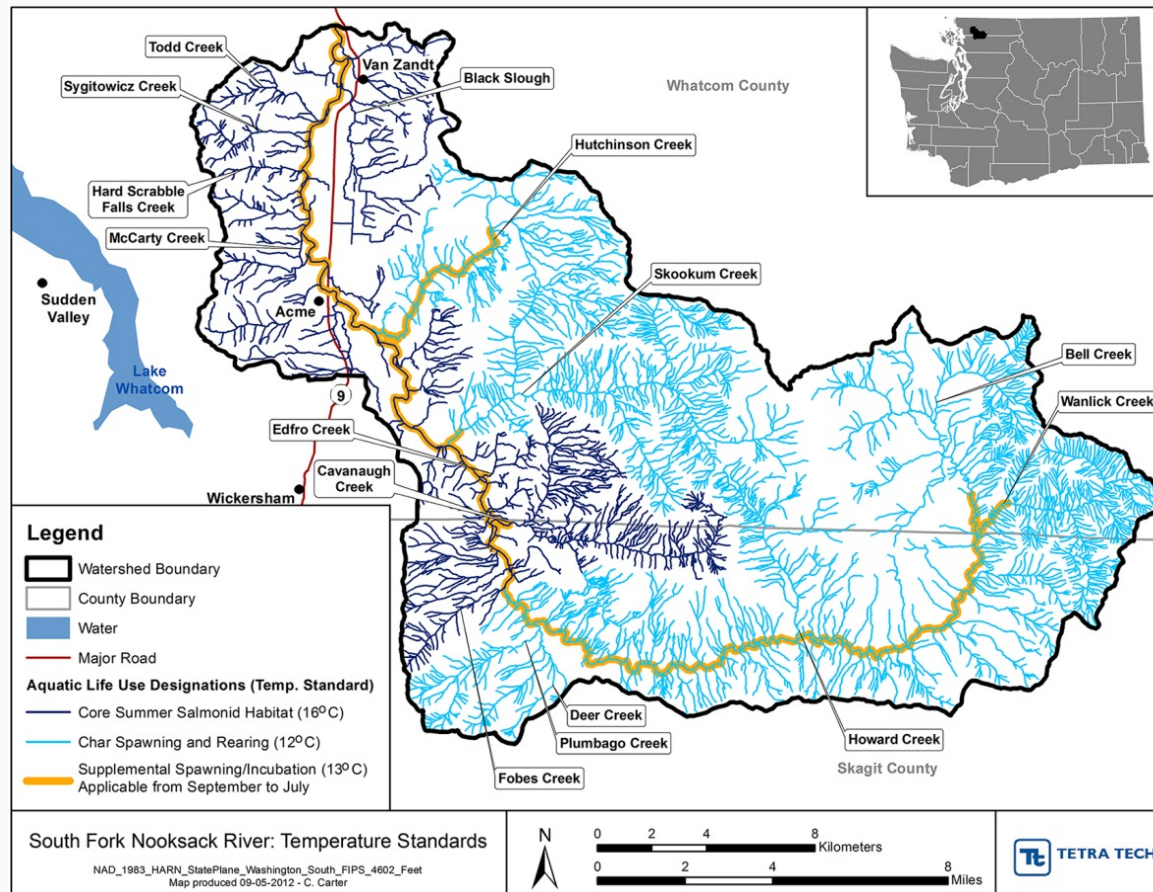 Todd Creek
Van Zandt
Black Slough
Sygitowicz Creek
Whatcom County
Hutchinson Creek
Hard Scrabble
Falls Creek
McCarty Creek
Skookum Creek
Sudden
Valley
Acme
Bell Creek
Lake
Whatcom
Wanlick Creek
9
Edfro Creek
Cavanaugh
Creek
Wickersham
Legend
Watershed Boundary
County Boundary
Water
Major Road
Aquatic Life Use Designations (Temp. Standard)
Core Summer Salmonid Habitat (16°C)
Char Spawning and Rearing (12°C)
Supplemental Spawning/Incubation (13°C)
Applicable from September to July
Deer Creek
Plumbago Creek
Howard Creek
Fobes Creek
Skagit County
South Fork Nooksack River: Temperature Standards
NAD_1983_HARN_StatePlane_Washington_South_FIPS_4602_Feet
Map produced 09-05-2012 - C. Carter
N
0 2 4 8
Kilometers
0 2 4 8
Miles
Tt TETRA TECH